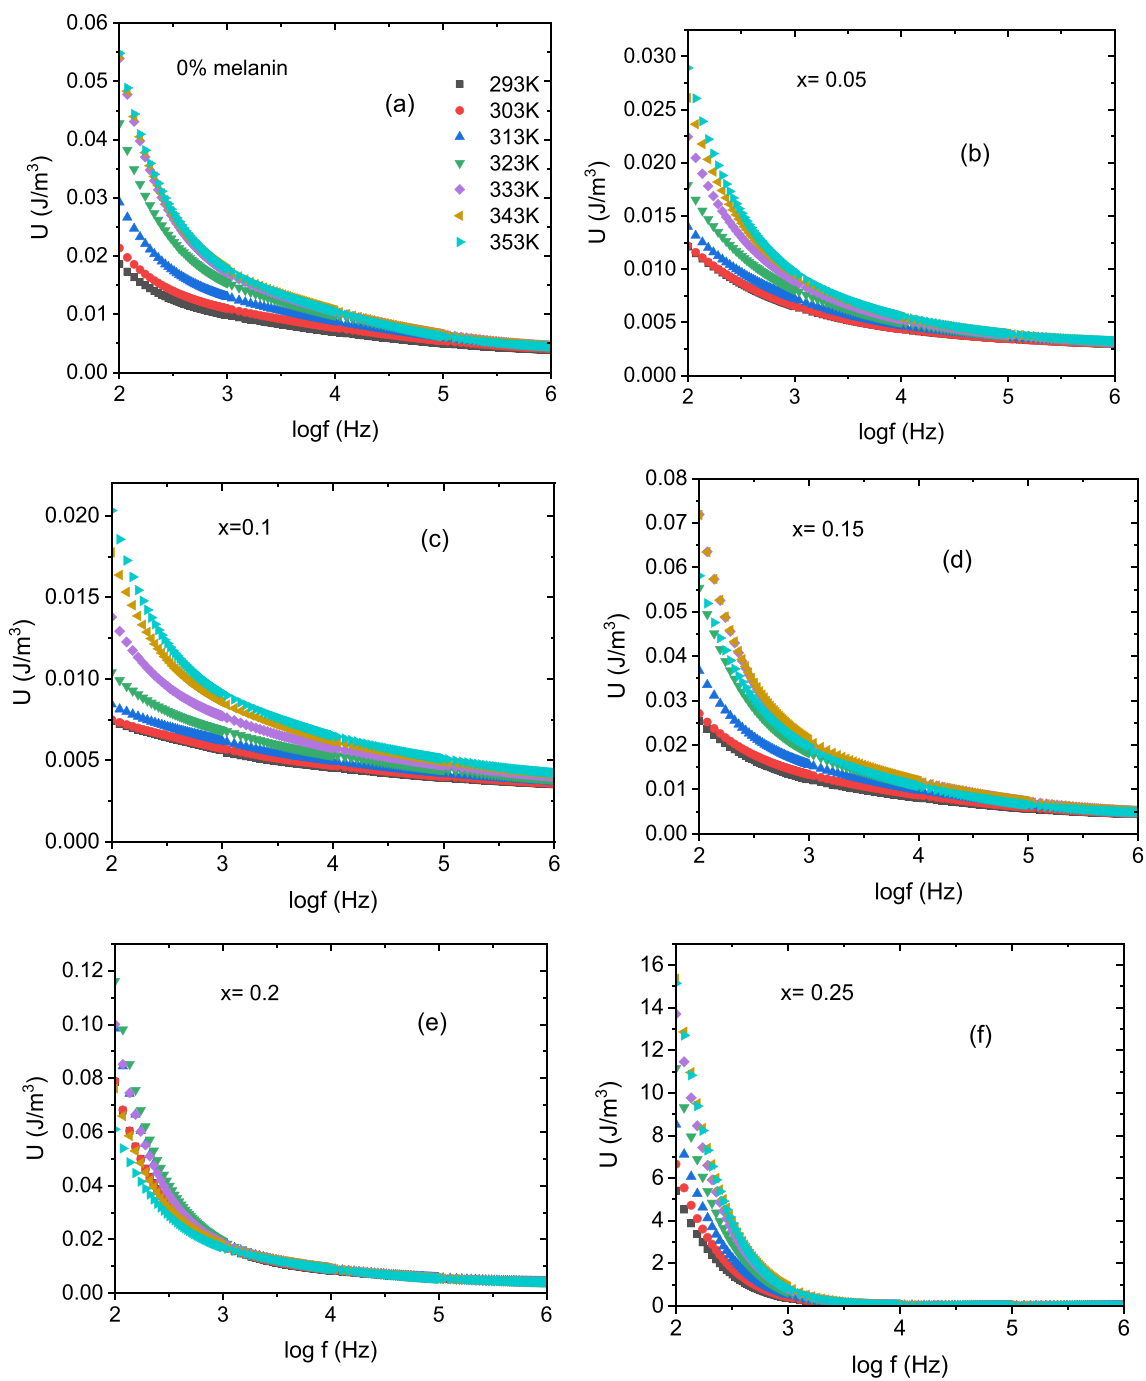 0.06
0.05
0.04
0.03
0.02
0.01
0.00
U (J/m³)
0% melanin
(a)
293K
303K
313K
323K
333K
343K
353K
2 3 4 5 6
logf (Hz)
0.030
0.025
0.020
0.015
0.010
0.005
0.000
U (J/m³)
x= 0.05
(b)
2 3 4 5 6
logf (Hz)
0.020
0.015
0.010
0.005
0.000
U (J/m³)
x=0.1
(c)
2 3 4 5 6
logf (Hz)
0.08
0.07
0.06
0.05
0.04
0.03
0.02
0.01
0.00
U (J/m³)
x= 0.15
(d)
2 3 4 5 6
logf (Hz)
0.12
0.10
0.08
0.06
0.04
0.02
0.00
U (J/m³)
x= 0.2
(e)
2 3 4 5 6
log f (Hz)
16
14
12
10
8
6
4
2
0
U (J/m³)
x= 0.25
(f)
2 3 4 5 6
log f (Hz)